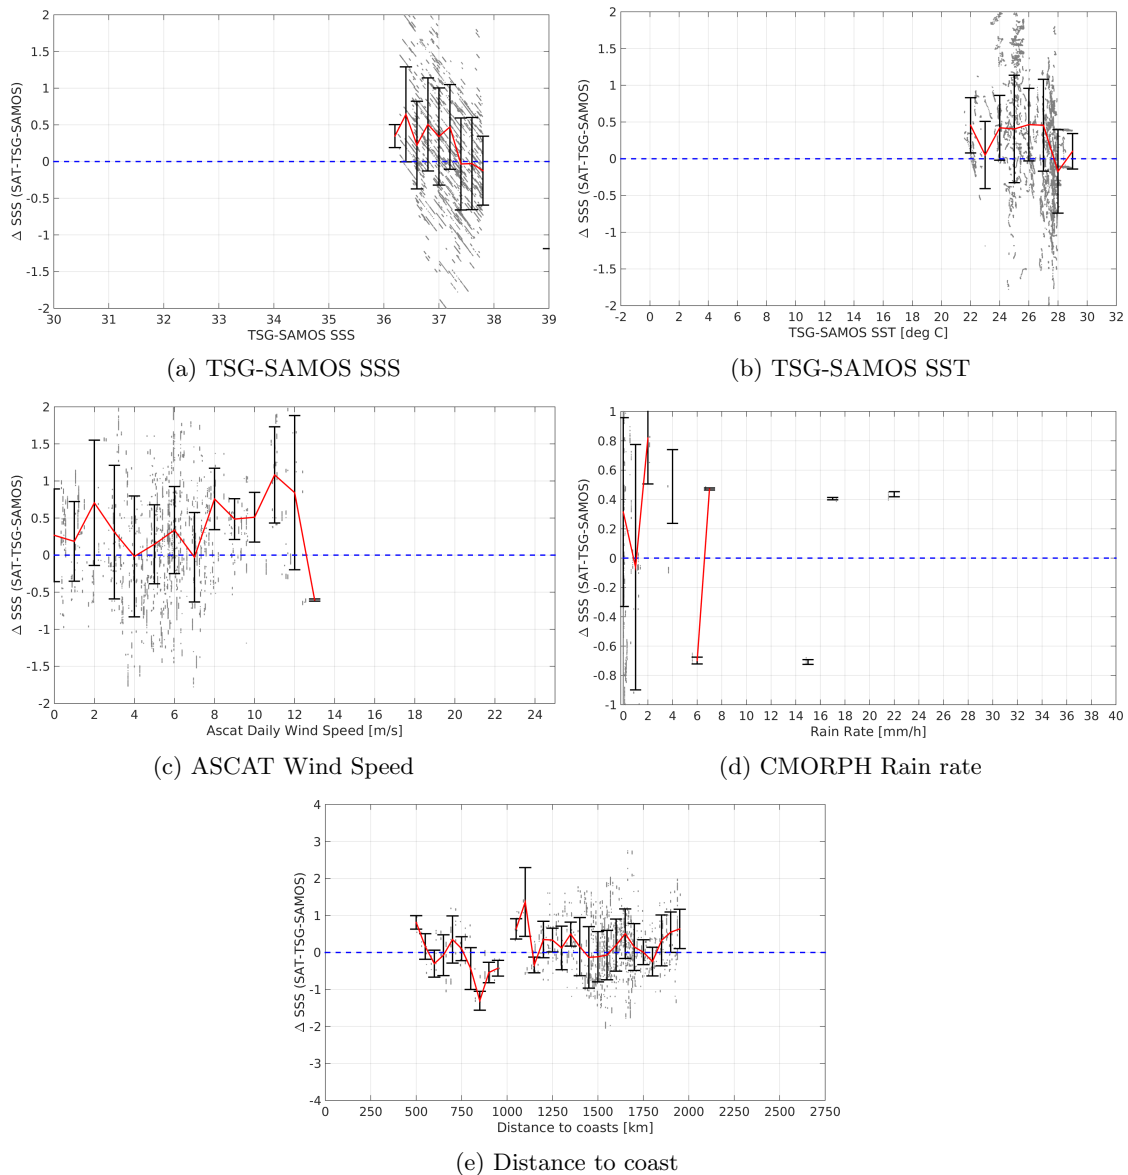 2
1.5
1
0.5
0
-0.5
-1
-1.5
-2
Δ SSS (SAT-TSG-SAMOS)
30 31 32 33 34 35 36 37 38 39
TSG-SAMOS SSS
(a) TSG-SAMOS SSS
2
1.5
1
0.5
0
-0.5
-1
-1.5
-2
Δ SSS (SAT-TSG-SAMOS)
-2 0 2 4 6 8 10 12 14 16 18 20 22 24 26 28 30 32
TSG-SAMOS SST [deg C]
(b) TSG-SAMOS SST
2
1.5
1
0.5
0
-0.5
-1
-1.5
-2
Δ SSS (SAT-TSG-SAMOS)
0 2 4 6 8 10 12 14 16 18 20 22 24
Ascat Daily Wind Speed [m/s]
(c) ASCAT Wind Speed
1
0.8
0.6
0.4
0.2
0
-0.2
-0.4
-0.6
-0.8
-1
Δ SSS (SAT-TSG-SAMOS)
0 2 4 6 8 10 12 14 16 18 20 22 24 26 28 30 32 34 36 38 40
Rain Rate [mm/h]
(d) CMORPH Rain rate
4
3
2
1
0
-1
-2
-3
-4
Δ SSS (SAT-TSG-SAMOS)
0 250 500 750 1000 1250 1500 1750 2000 2250 2500 2750
Distance to coasts [km]
(e) Distance to coast